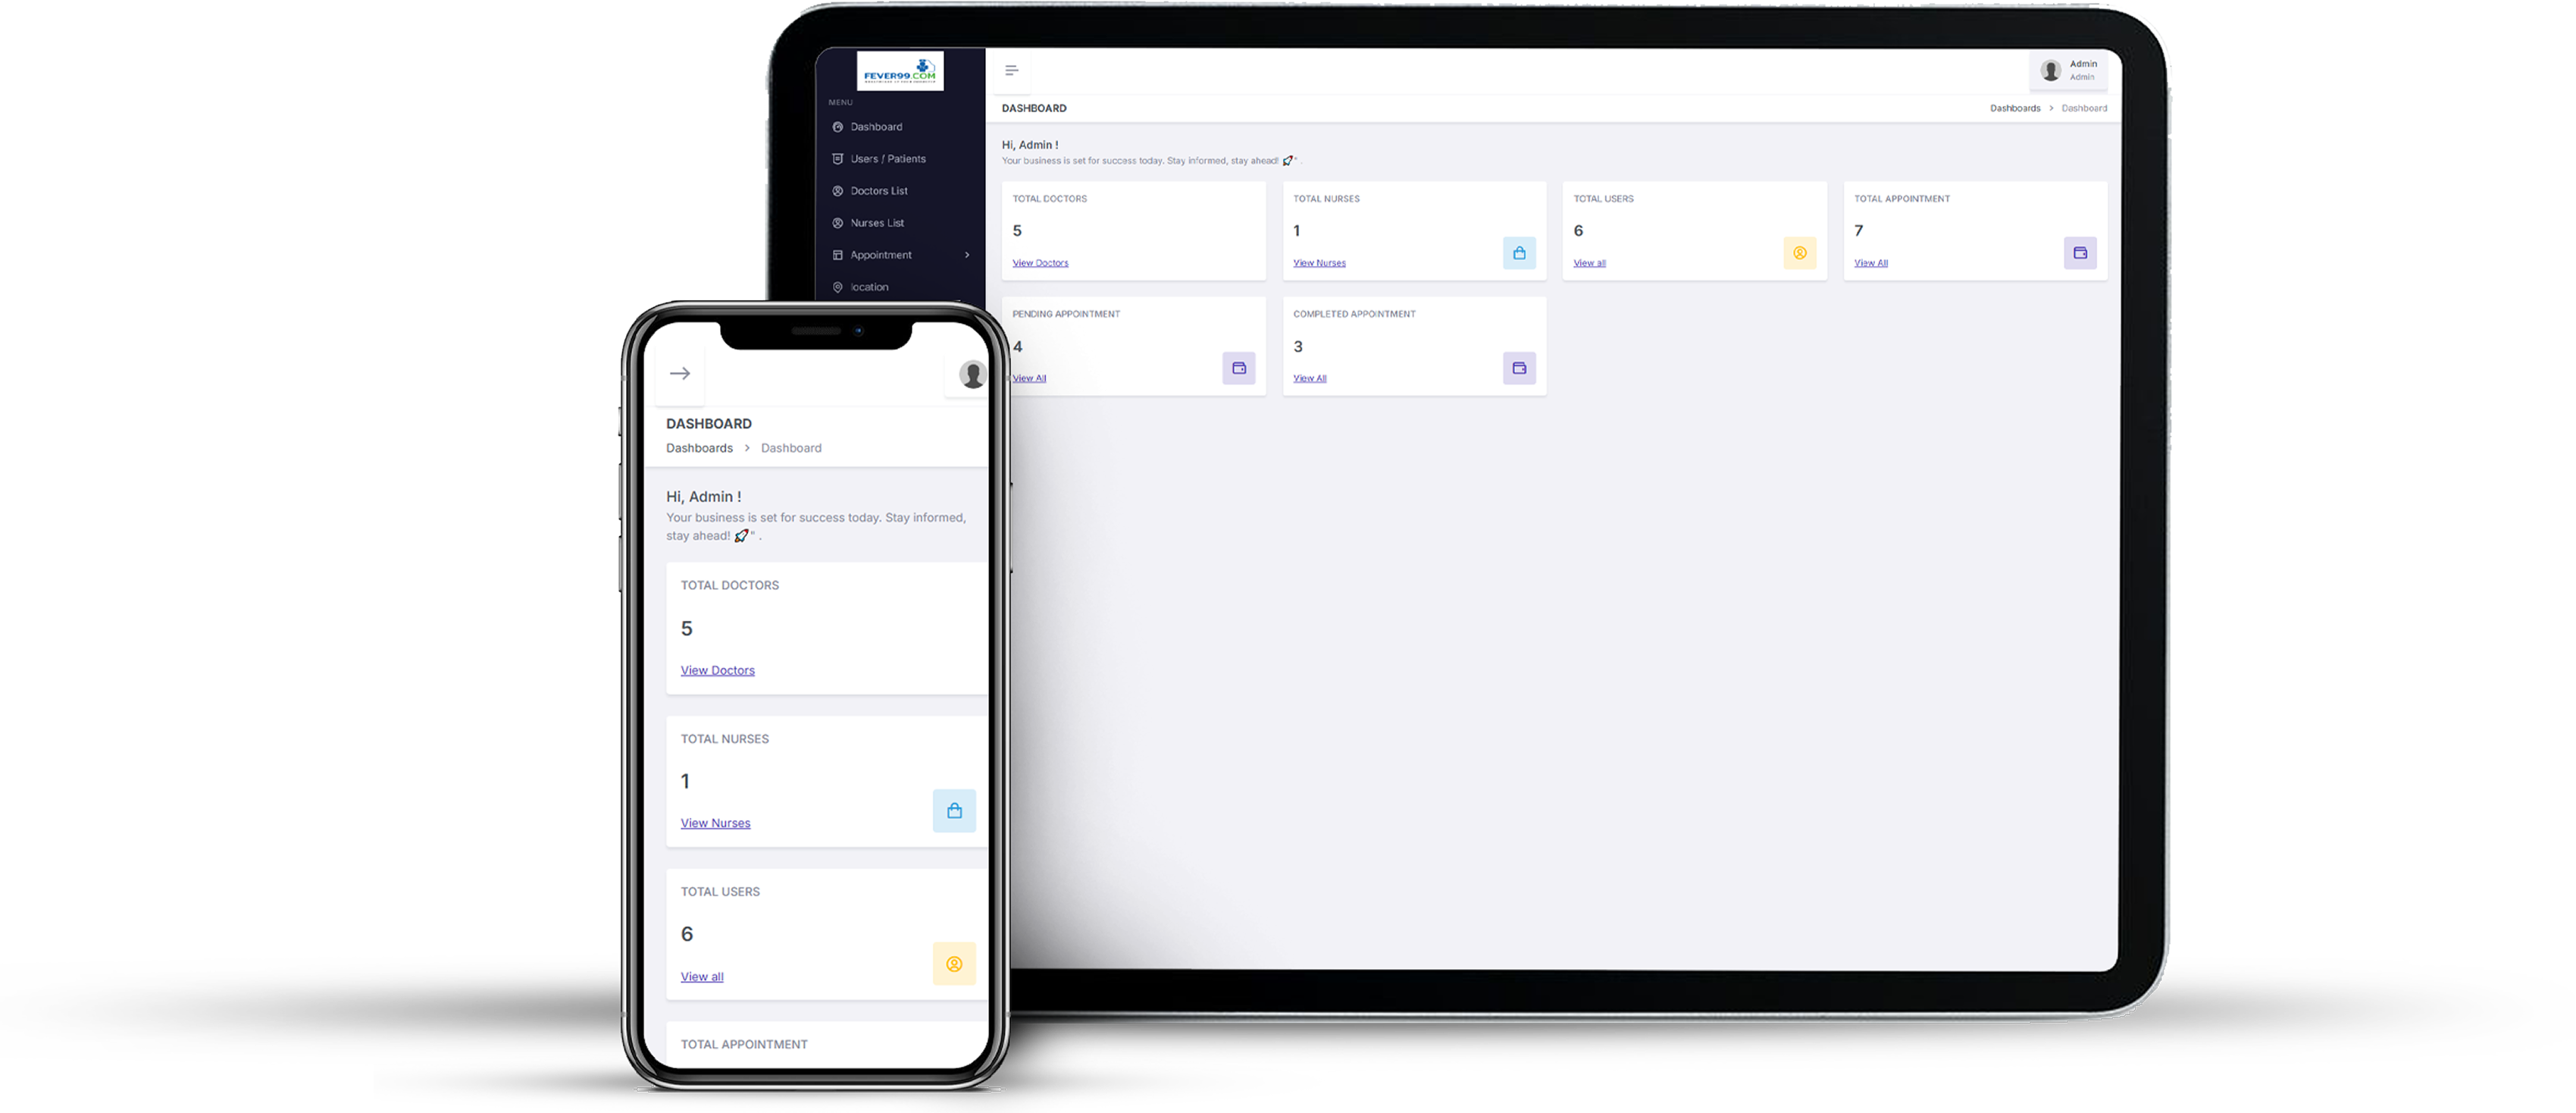 FEVER99.COM
MENU
Dashboard
Users / Patients
Doctors List
Nurses List
Appointment
location
Admin
Admin
DASHBOARD
Dashboards > Dashboard
Hi, Admin !
Your business is set for success today. Stay informed, stay ahead! 🚀" .
TOTAL DOCTORS
5
View Doctors
TOTAL NURSES
1
View Nurses
TOTAL USERS
6
View all
TOTAL APPOINTMENT
7
View All
PENDING APPOINTMENT
4
View All
COMPLETED APPOINTMENT
3
View All
DASHBOARD
Dashboards > Dashboard
Hi, Admin !
Your business is set for success today. Stay informed,
stay ahead! 🚀" .
TOTAL DOCTORS
5
View Doctors
TOTAL NURSES
1
View Nurses
TOTAL USERS
6
View all
TOTAL APPOINTMENT